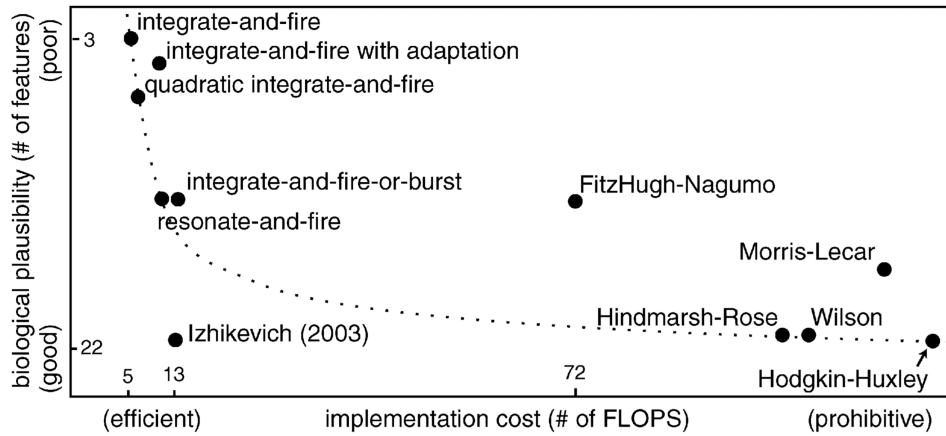 biological plausibility (# of features)
(good)
(poor)
3
22
integrate-and-fire
integrate-and-fire with adaptation
quadratic integrate-and-fire
integrate-and-fire-or-burst
resonate-and-fire
FitzHugh-Nagumo
Morris-Lecar
Hindmarsh-Rose
Wilson
Izhikevich (2003)
Hodgkin-Huxley
5
13
72
(efficient)
implementation cost (# of FLOPS)
(prohibitive)